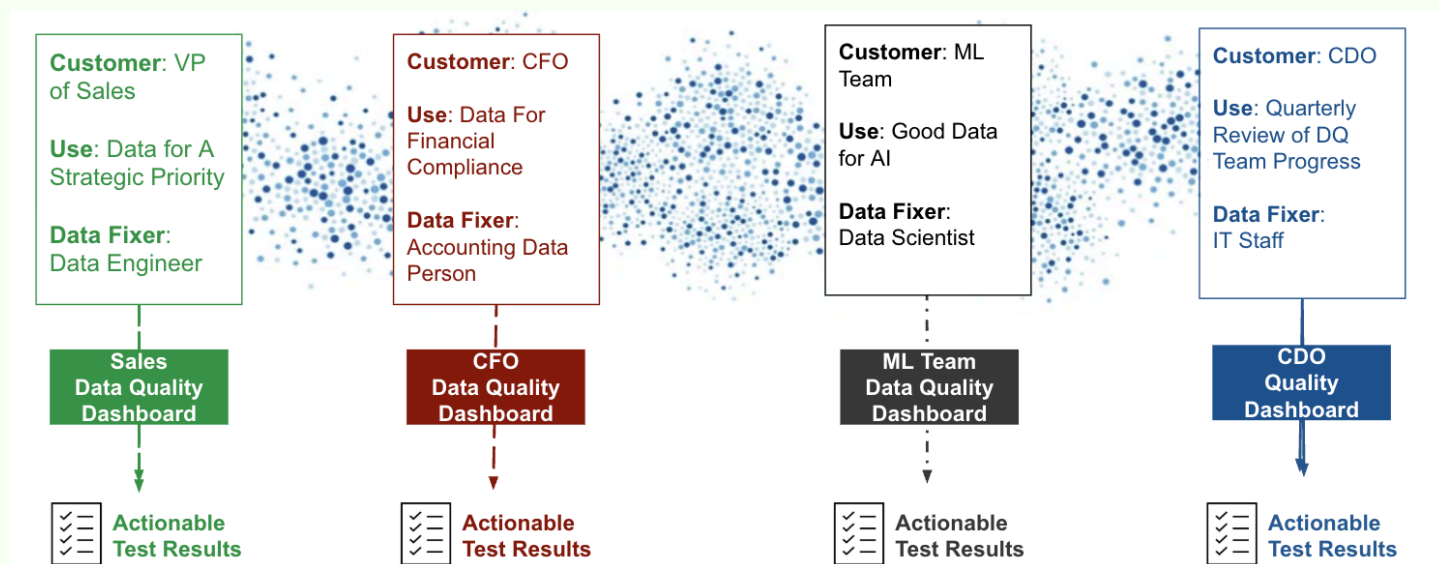 Customer: VP
of Sales
Use: Data for A
Strategic Priority
Data Fixer:
Data Engineer
Sales
Data Quality
Dashboard
Actionable
Test Results
Customer: CFO
Use: Data For
Financial
Compliance
Data Fixer:
Accounting Data
Person
CFO
Data Quality
Dashboard
Actionable
Test Results
Customer: ML
Team
Use: Good Data
for AI
Data Fixer:
Data Scientist
ML Team
Data Quality
Dashboard
Actionable
Test Results
Customer: CDO
Use: Quarterly
Review of DQ
Team Progress
Data Fixer:
IT Staff
CDO
Quality
Dashboard
Actionable
Test Results